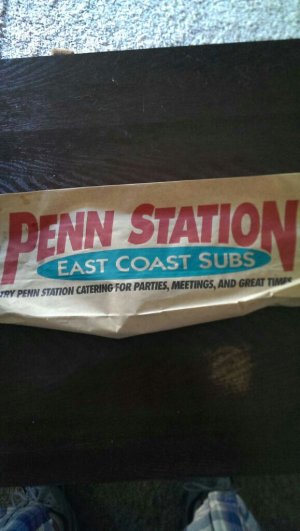 PENN STATION
EAST COAST SUBS
TRY PENN STATION CATERING FOR PARTIES, MEETINGS, AND GREAT TIMES